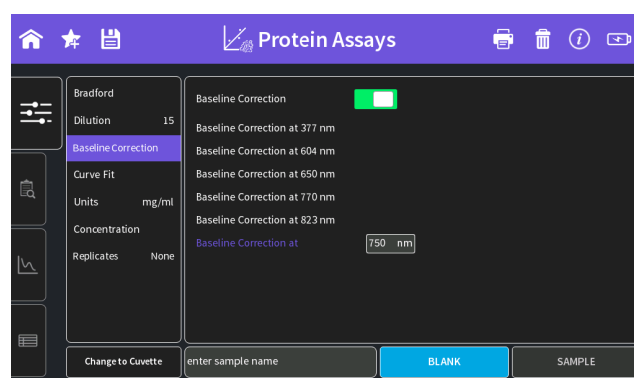 Protein Assays
Bradford
Dilution 15
Baseline Correction
Curve Fit
Units mg/ml
Concentration
Replicates None
Baseline Correction
Baseline Correction at 377 nm
Baseline Correction at 604 nm
Baseline Correction at 650 nm
Baseline Correction at 770 nm
Baseline Correction at 823 nm
Baseline Correction at 750 nm
Change to Cuvette
enter sample name
BLANK
SAMPLE